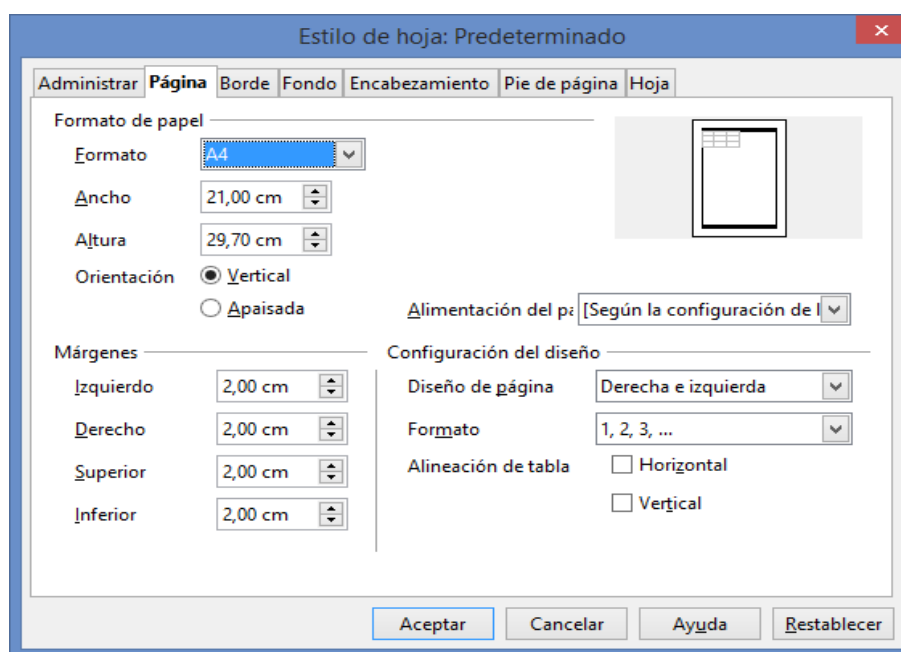 Estilo de hoja: Predeterminado
Administrar Página Borde Fondo Encabezamiento Pie de página Hoja
Formato de papel
Formato A4
Ancho 21,00 cm
Altura 29,70 cm
Orientación Vertical
Apaisada Alimentación del pa [Según la configuración de l
Márgenes Configuración del diseño
Izquierdo 2,00 cm Diseño de página Derecha e izquierda
Derecho 2,00 cm Formato 1, 2, 3, ...
Superior 2,00 cm Alineación de tabla Horizontal
Inferior 2,00 cm Vertical
Aceptar Cancelar Ayuda Restablecer